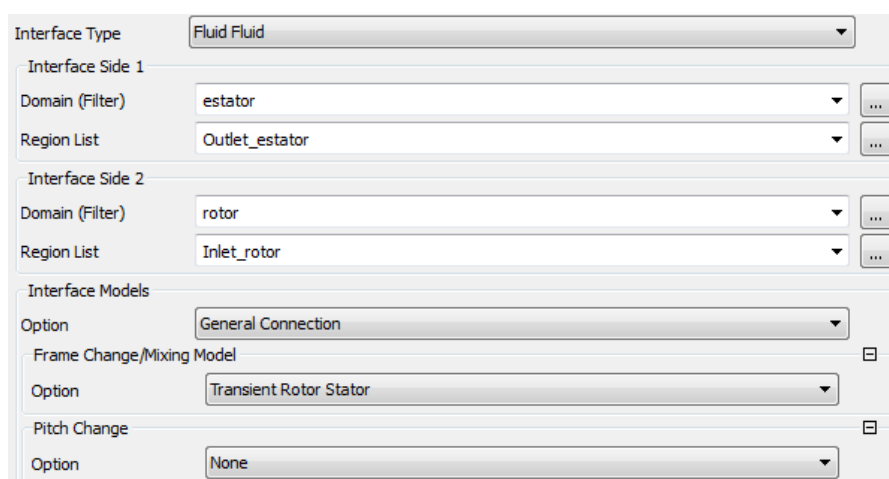 Interface Type Fluid Fluid
Interface Side 1
Domain (Filter) estator ...
Region List Outlet_estator ...
Interface Side 2
Domain (Filter) rotor ...
Region List Inlet_rotor ...
Interface Models
Option General Connection
Frame Change/Mixing Model
Option Transient Rotor Stator
Pitch Change
Option None